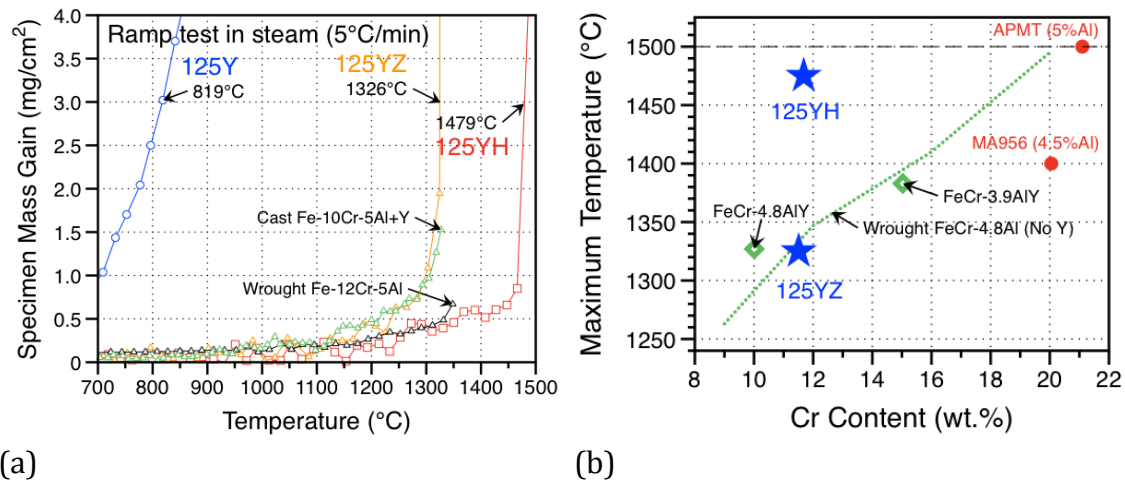 Ramp test in steam (5°C/min)
125Y
819°C
125YZ
1326°C
1479°C
125YH
Cast Fe-10Cr-5Al+Y
Wrought Fe-12Cr-5Al
Specimen Mass Gain (mg/cm²)
4.0
3.5
3.0
2.5
2.0
1.5
1.0
0.5
0
700 800 900 1000 1100 1200 1300 1400 1500
Temperature (°C)
(a)
Maximum Temperature (°C)
1500
1450
1400
1350
1300
1250
APMT (5%Al)
125YH
MA956 (4.5%Al)
FeCr-3.9AlY
FeCr-4.8AlY
Wrought FeCr-4.8Al (No Y)
125YZ
8 10 12 14 16 18 20 22
Cr Content (wt.%)
(b)